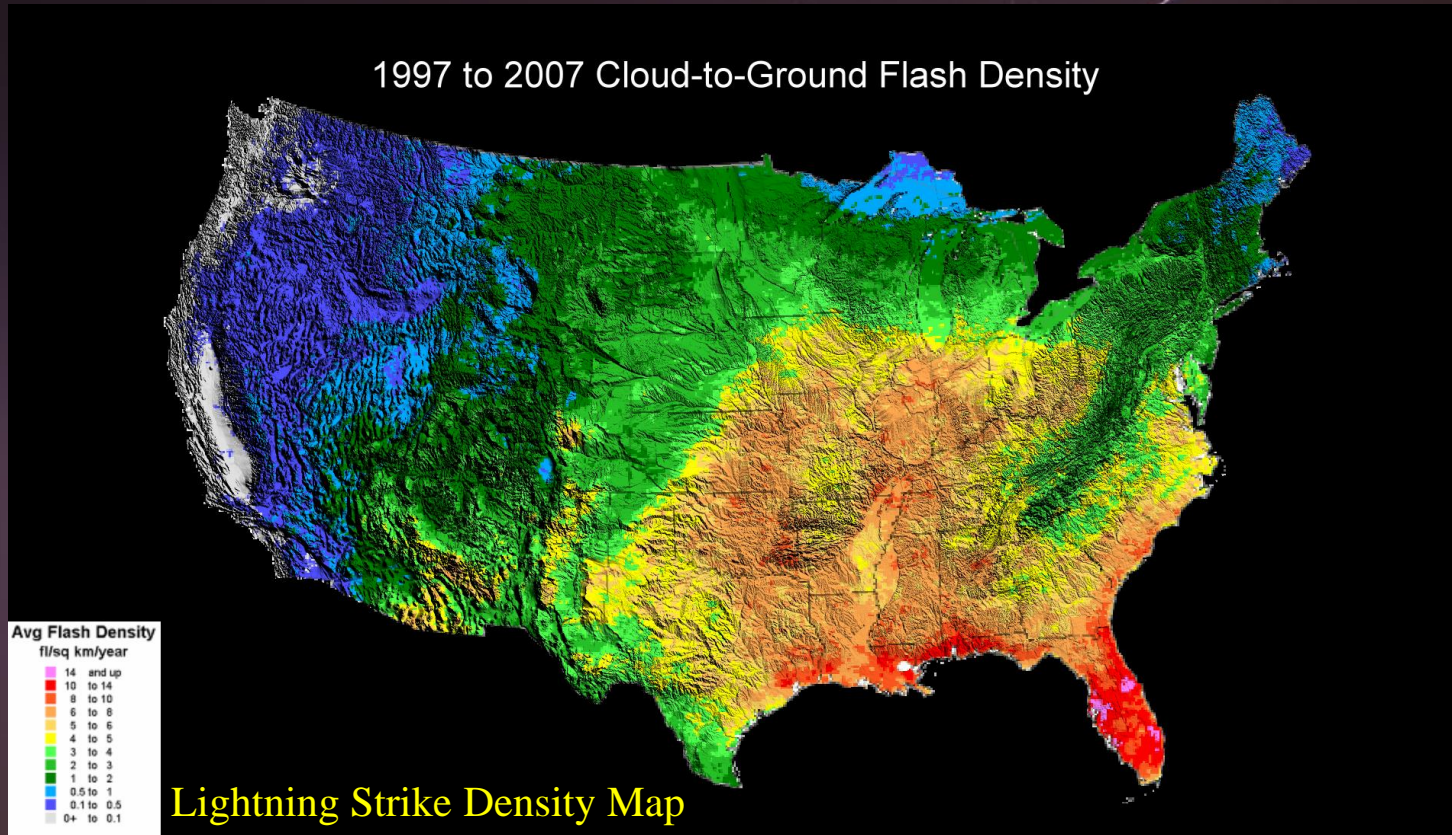 1997 to 2007 Cloud-to-Ground Flash Density
Avg Flash Density
fl/sq km/year
14 and up
10 to 14
8 to 10
6 to 8
5 to 6
4 to 5
3 to 4
2 to 3
1 to 2
0.5 to 1
0.1 to 0.5
0+ to 0.1
Lightning Strike Density Map